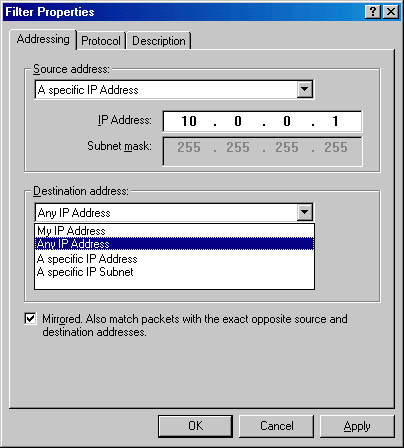 Filter Properties
Addressing Protocol Description
Source address:
A specific IP Address
IP Address: 10 . 0 . 0 . 1
Subnet mask: 255 . 255 . 255 . 255
Destination address:
Any IP Address
My IP Address
Any IP Address
A specific IP Address
A specific IP Subnet
Mirrored. Also match packets with the exact opposite source and
destination addresses.
OK Cancel Apply